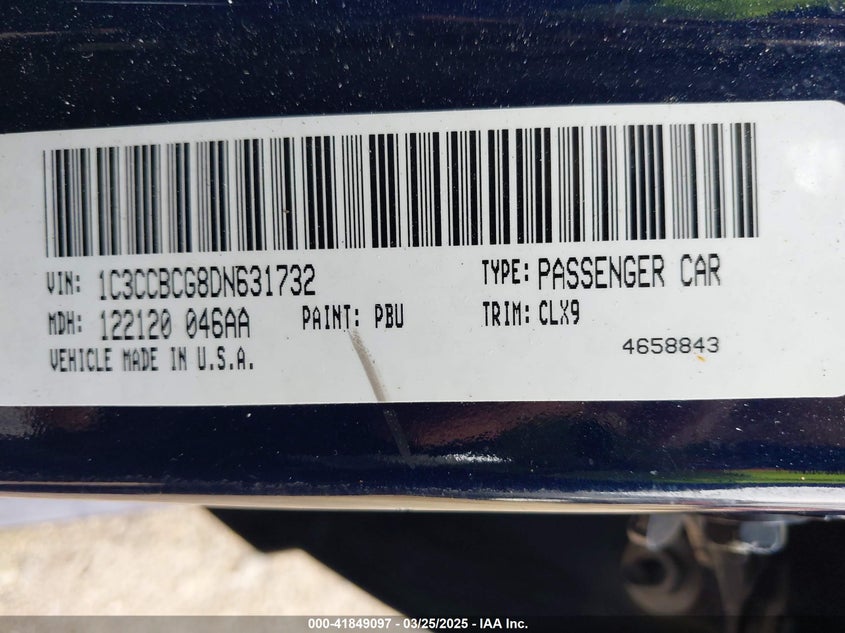 VIN: 1C3CCBCG8DN631732 TYPE: PASSENGER CAR
MDH: 122120 046AA PAINT: PBU TRIM: CLX9
VEHICLE MADE IN U.S.A. 4658843
000-41849097 - 03/25/2025 - IAA Inc.